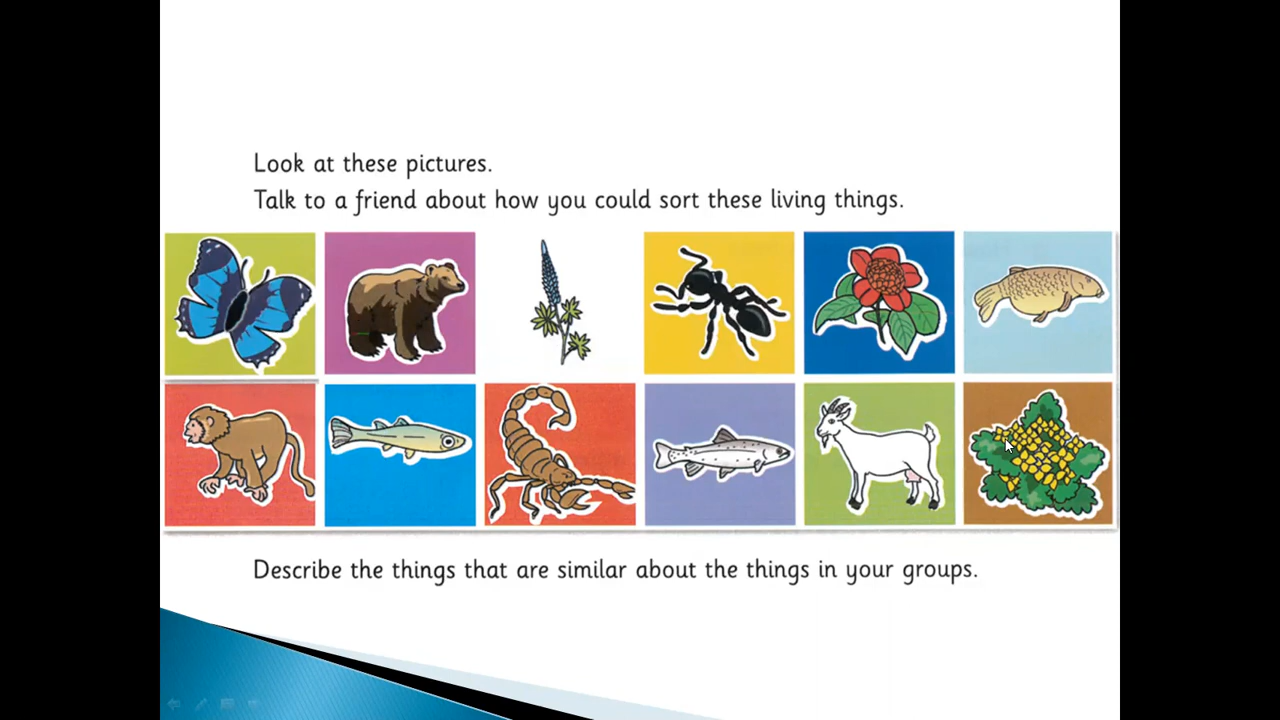 Look at these pictures.
Talk to a friend about how you could sort these living things.
Describe the things that are similar about the things in your groups.